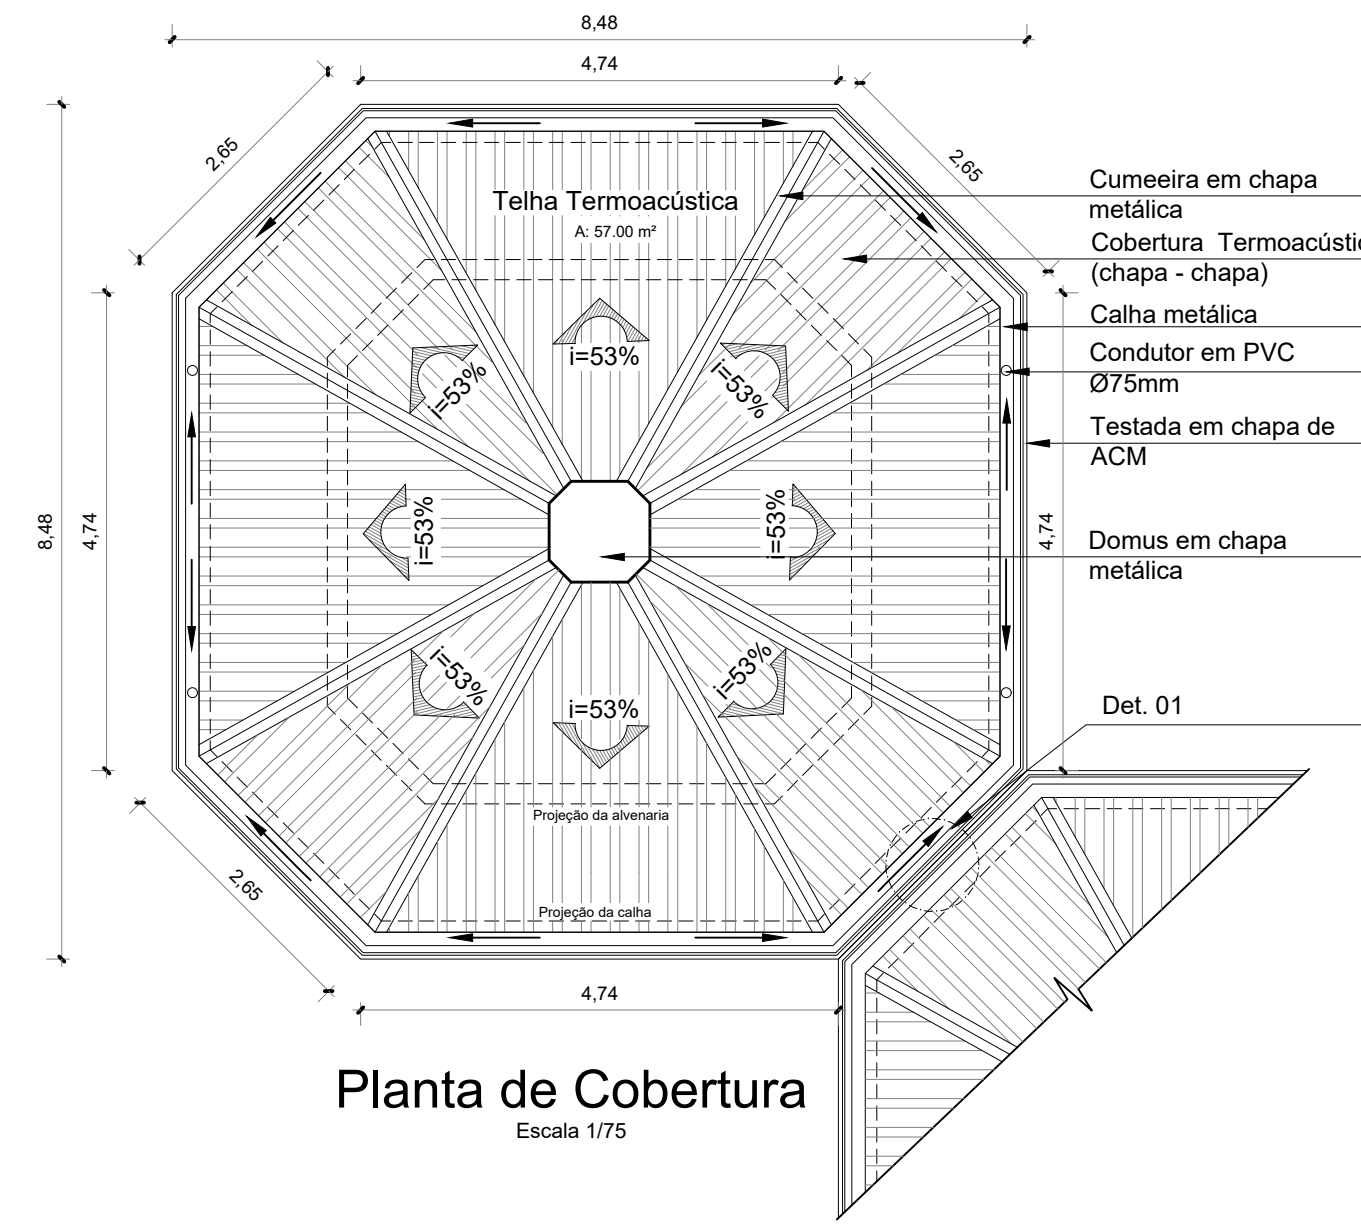 8,48
4,74
2,65
2,65
Telha Termoacústica
A: 57.00 m²
Cumeeira em chapa
metálica
Cobertura Termoacústic
(chapa - chapa)
Calha metálica
Condutor em PVC
Ø75mm
Testada em chapa de
ACM
Domus em chapa
metálica
Det. 01
i=53%
i=53%
i=53%
i=53%
i=53%
i=53%
i=53%
i=53%
8,48
4,74
4,74
Projeção da alvenaria
Projeção da calha
2,65
4,74
Planta de Cobertura
Escala 1/75